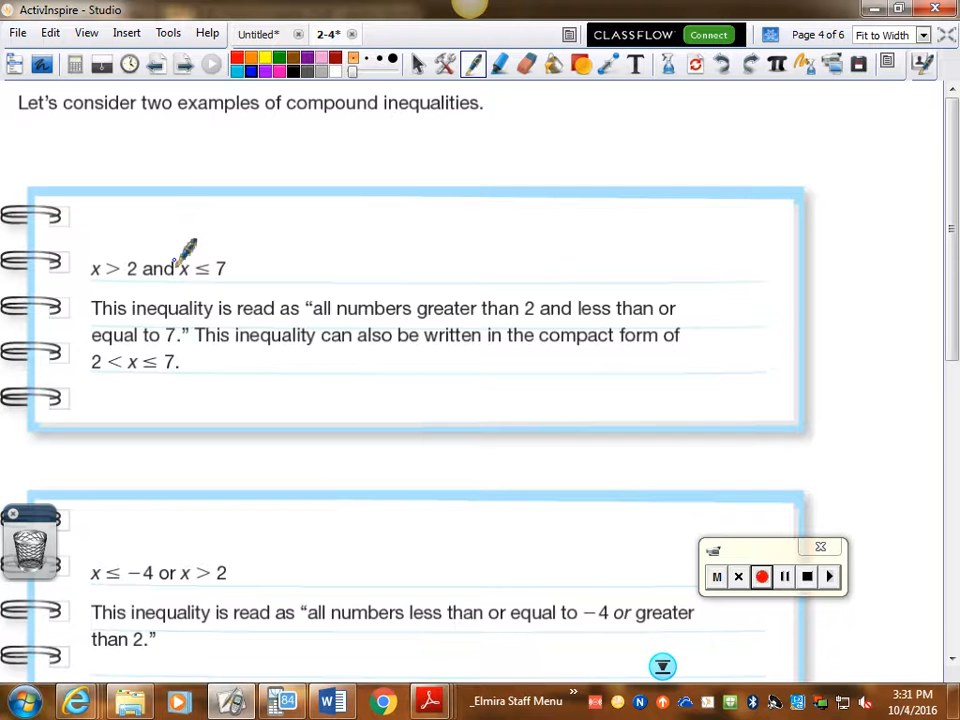 ActivInspire - Studio
File Edit View Insert Tools Help Untitled* 2-4* CLASSFLOW Connect Page 4 of 6 Fit to Width
Let's consider two examples of compound inequalities.
x > 2 and x ≤ 7
This inequality is read as “all numbers greater than 2 and less than or
equal to 7.” This inequality can also be written in the compact form of
2 < x ≤ 7.
x ≤ −4 or x > 2
This inequality is read as “all numbers less than or equal to −4 or greater
than 2.”
M
_Elmira Staff Menu »
84
3:31 PM
10/4/2016